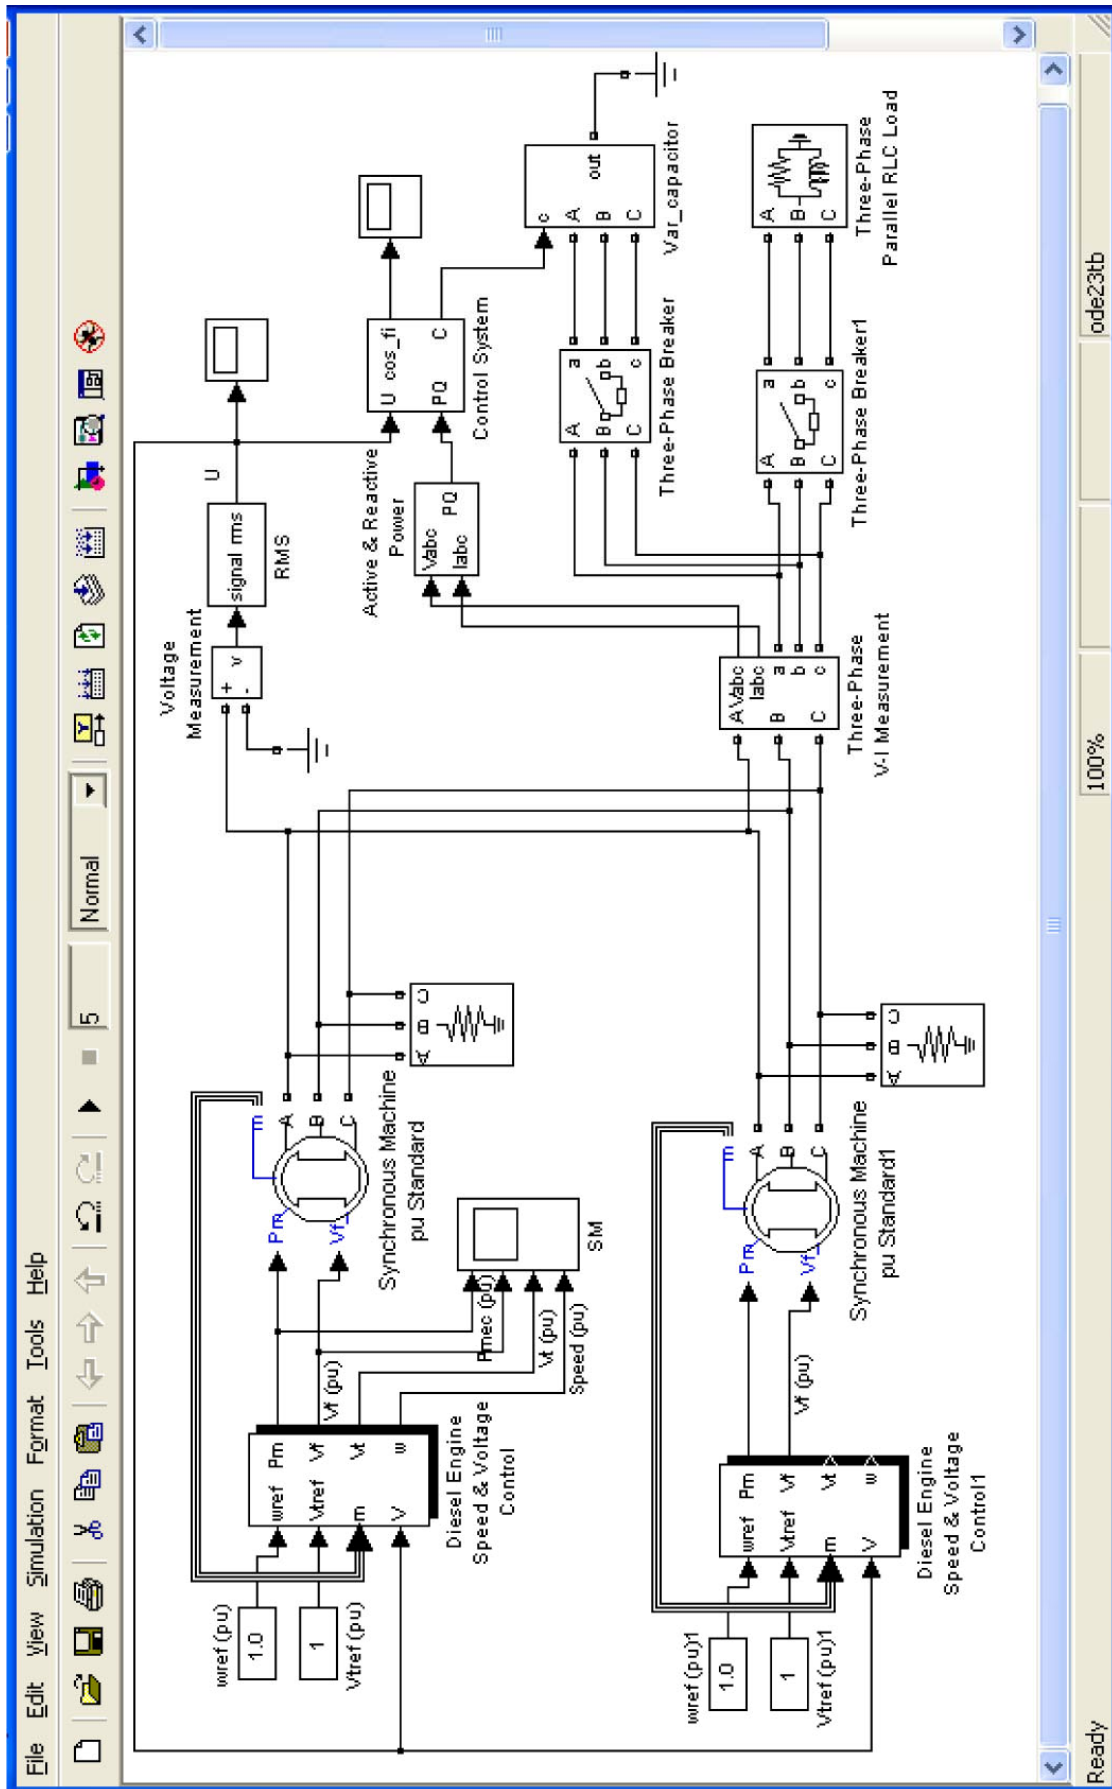 File Edit View Simulation Format Tools Help
5 Normal
Voltage
Measurement
+ v
-
signal rms
RMS
U
wref (pu)
1.0
1
Vtref (pu)
wref Pm
Vtref Vf
m Vt
V w
Diesel Engine
Speed & Voltage
Control
Vf (pu)
Pmec (pu)
Vt (pu)
Speed (pu)
SM
Pm
Vf_
m
A
B
C
Synchronous Machine
pu Standard
A B C
Active & Reactive
Power
Vabc
Iabc PQ
U cos_fi
PQ C
Control System
c
A
B
C
out
Var_capacitor
A a
B b
C c
Three-Phase Breaker
wref (pu)1
1.0
1
Vtref (pu)1
wref Pm
Vtref Vf
m Vt
V w
Diesel Engine
Speed & Voltage
Control1
Vf (pu)
Pm
Vf_
m
A
B
C
Synchronous Machine
pu Standard1
A B C
A Vabc
Iabc
B a
b
C c
Three-Phase
V-I Measurement
A a
B b
C c
Three-Phase Breaker1
A
B
C
Three-Phase
Parallel RLC Load
Ready 100% ode23tb